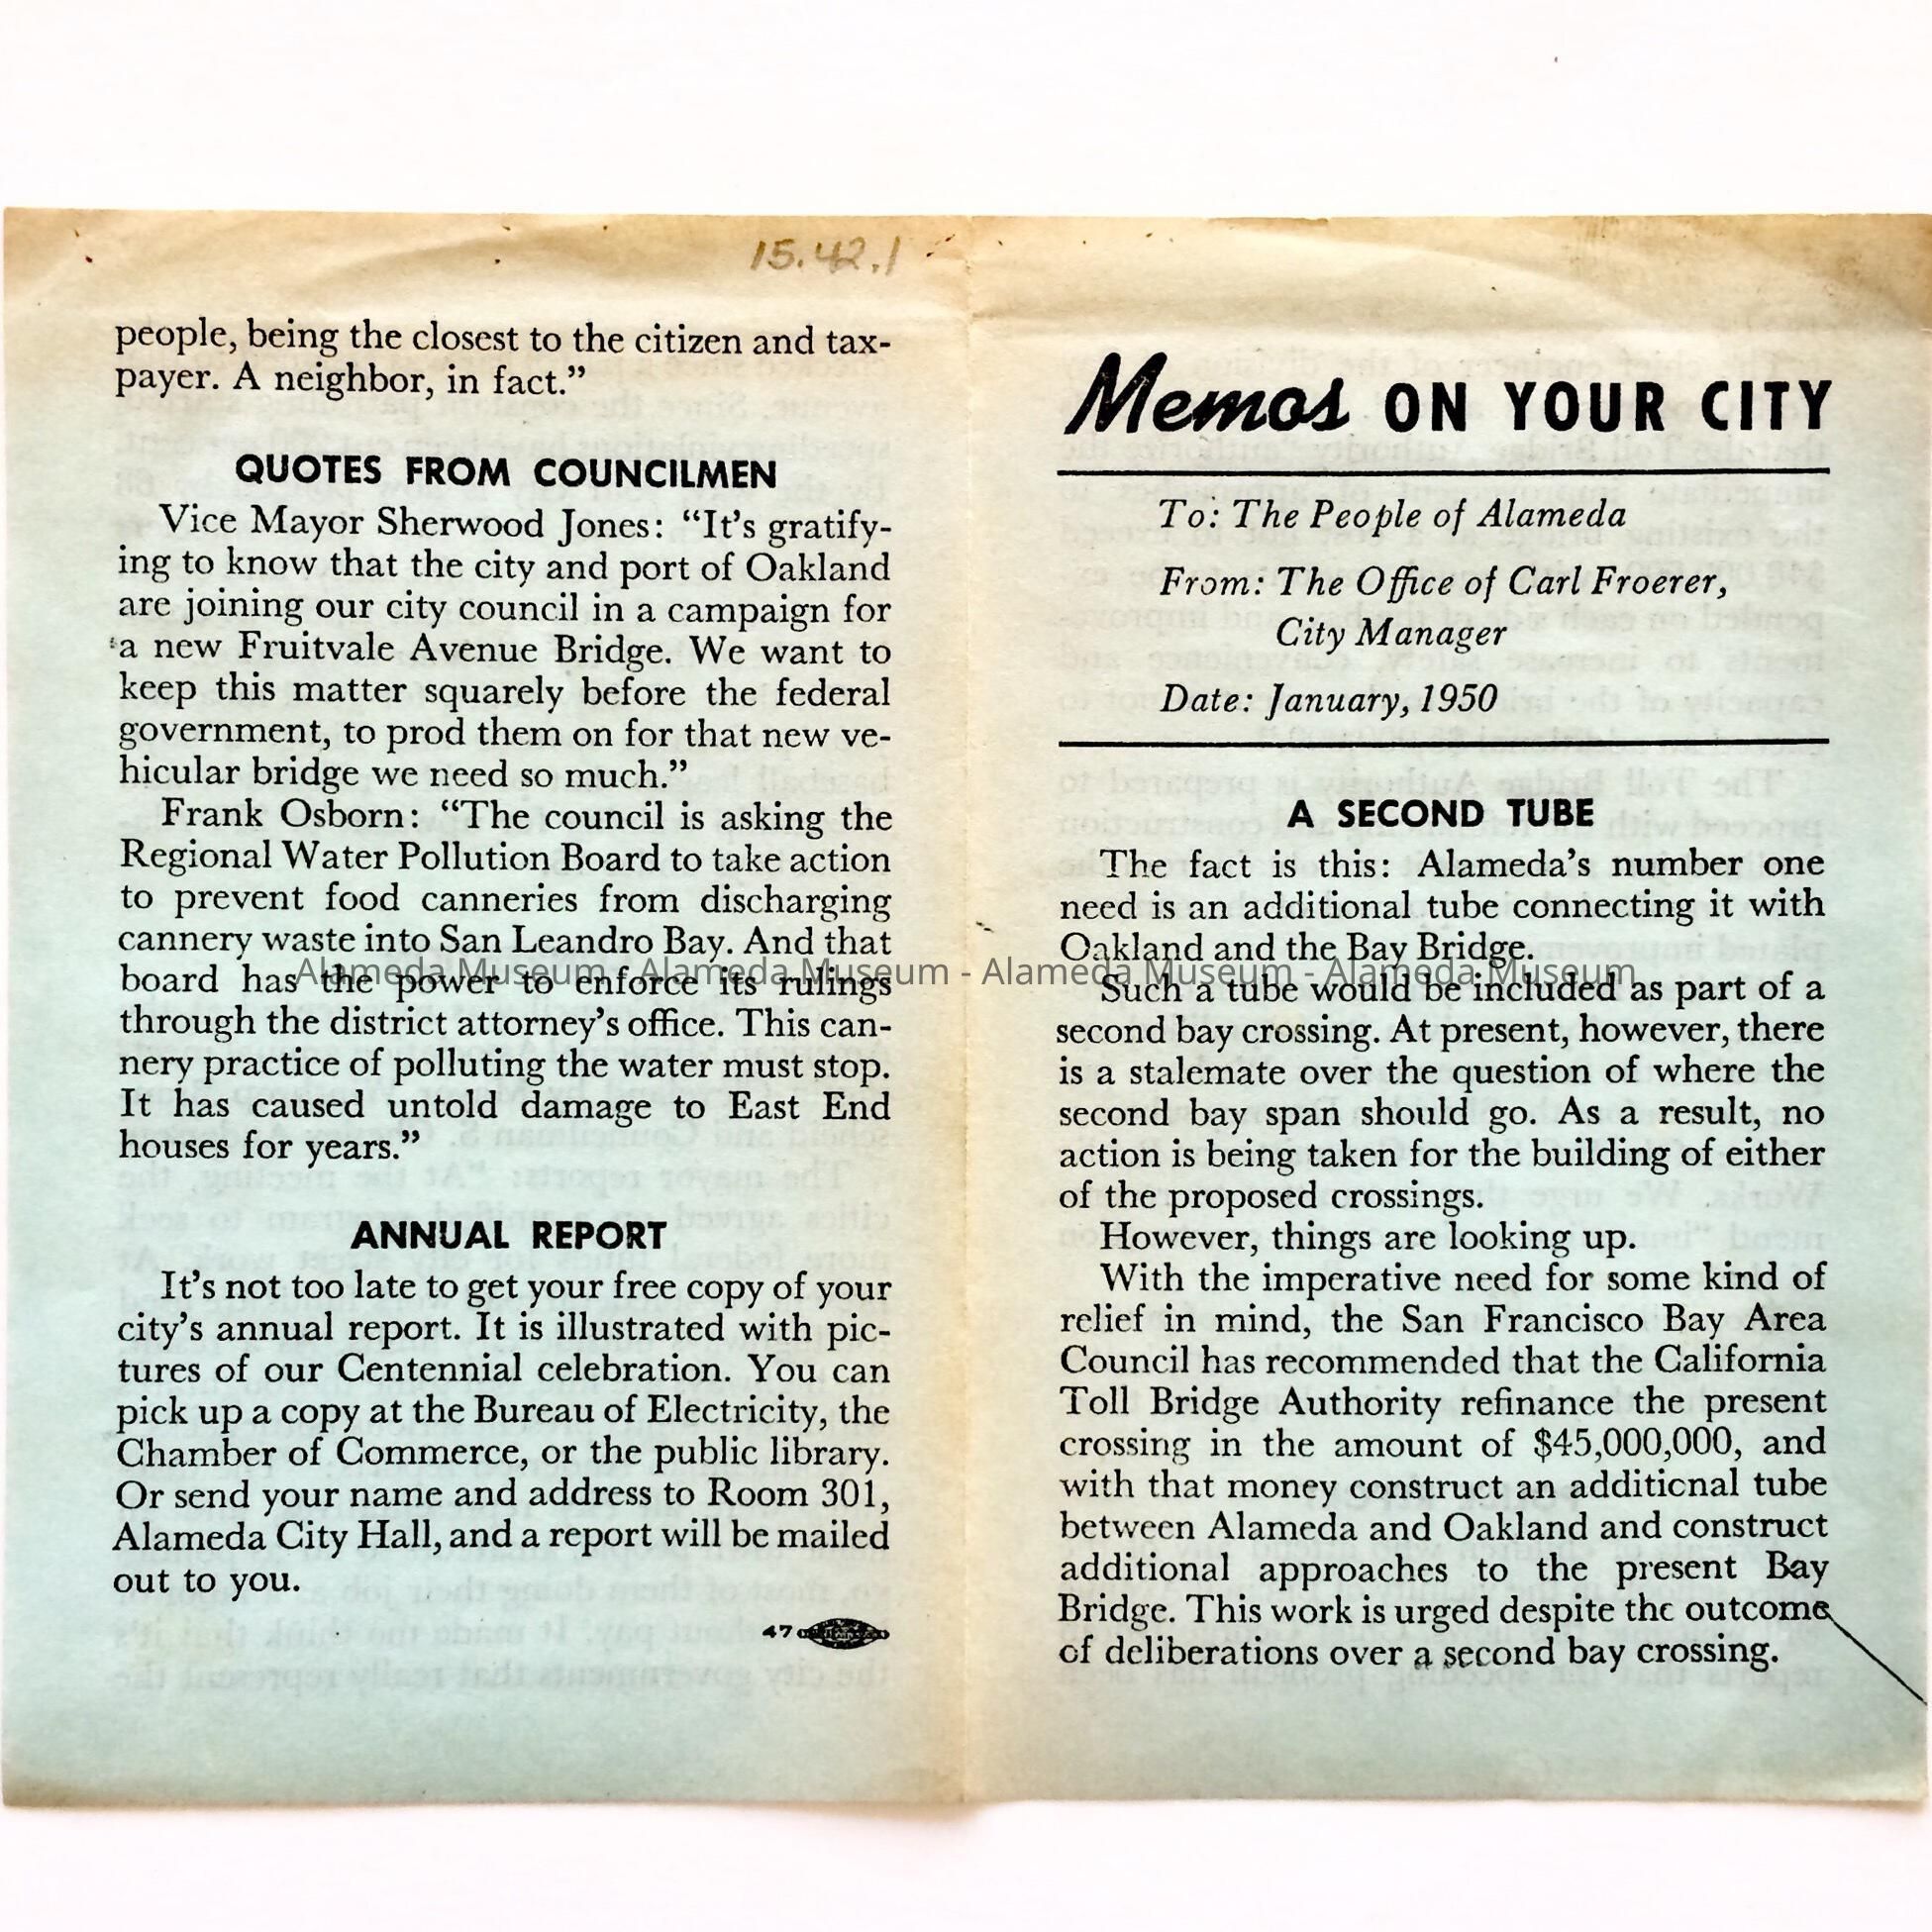 15.42.1
people, being the closest to the citizen and tax-
payer. A neighbor, in fact.”
QUOTES FROM COUNCILMEN
Vice Mayor Sherwood Jones: “It’s gratify-
ing to know that the city and port of Oakland
are joining our city council in a campaign for
a new Fruitvale Avenue Bridge. We want to
keep this matter squarely before the federal
government, to prod them on for that new ve-
hicular bridge we need so much.”
Frank Osborn: “The council is asking the
Regional Water Pollution Board to take action
to prevent food canneries from discharging
cannery waste into San Leandro Bay. And that
board has the power to enforce its rulings
through the district attorney’s office. This can-
nery practice of polluting the water must stop.
It has caused untold damage to East End
houses for years.”
ANNUAL REPORT
It’s not too late to get your free copy of your
city’s annual report. It is illustrated with pic-
tures of our Centennial celebration. You can
pick up a copy at the Bureau of Electricity, the
Chamber of Commerce, or the public library.
Or send your name and address to Room 301,
Alameda City Hall, and a report will be mailed
out to you.
47
Memos ON YOUR CITY
To: The People of Alameda
From: The Office of Carl Froerer,
City Manager
Date: January, 1950
A SECOND TUBE
The fact is this: Alameda’s number one
need is an additional tube connecting it with
Oakland and the Bay Bridge.
Such a tube would be included as part of a
second bay crossing. At present, however, there
is a stalemate over the question of where the
second bay span should go. As a result, no
action is being taken for the building of either
of the proposed crossings.
However, things are looking up.
With the imperative need for some kind of
relief in mind, the San Francisco Bay Area
Council has recommended that the California
Toll Bridge Authority refinance the present
crossing in the amount of $45,000,000, and
with that money construct an additional tube
between Alameda and Oakland and construct
additional approaches to the present Bay
Bridge. This work is urged despite the outcome
of deliberations over a second bay crossing.
Alameda Museum - Alameda Museum - Alameda Museum - Alameda Museum